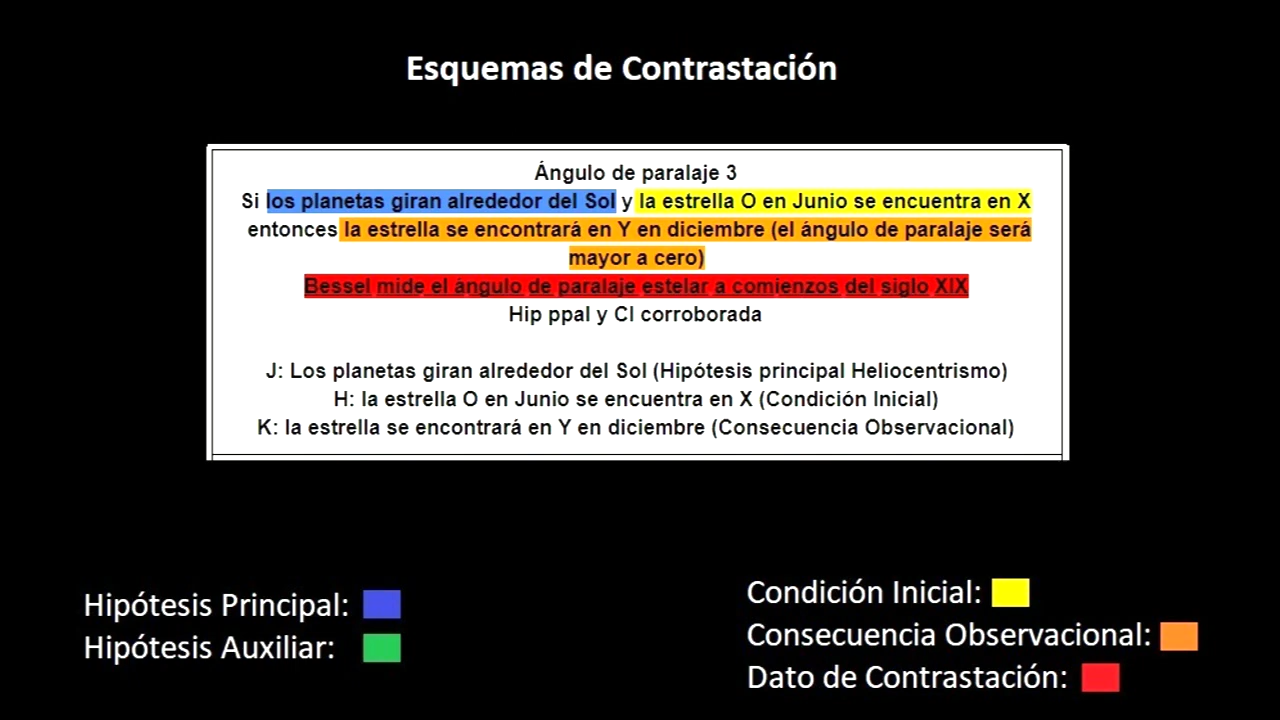 Esquemas de Contrastación
Ángulo de paralaje 3
Si los planetas giran alrededor del Sol y la estrella O en Junio se encuentra en X
entonces la estrella se encontrará en Y en diciembre (el ángulo de paralaje será
mayor a cero)
Bessel mide el ángulo de paralaje estelar a comienzos del siglo XIX
Hip ppal y CI corroborada
J: Los planetas giran alrededor del Sol (Hipótesis principal Heliocentrismo)
H: la estrella O en Junio se encuentra en X (Condición Inicial)
K: la estrella se encontrará en Y en diciembre (Consecuencia Observacional)
Hipótesis Principal:
Hipótesis Auxiliar:
Condición Inicial:
Consecuencia Observacional:
Dato de Contrastación: